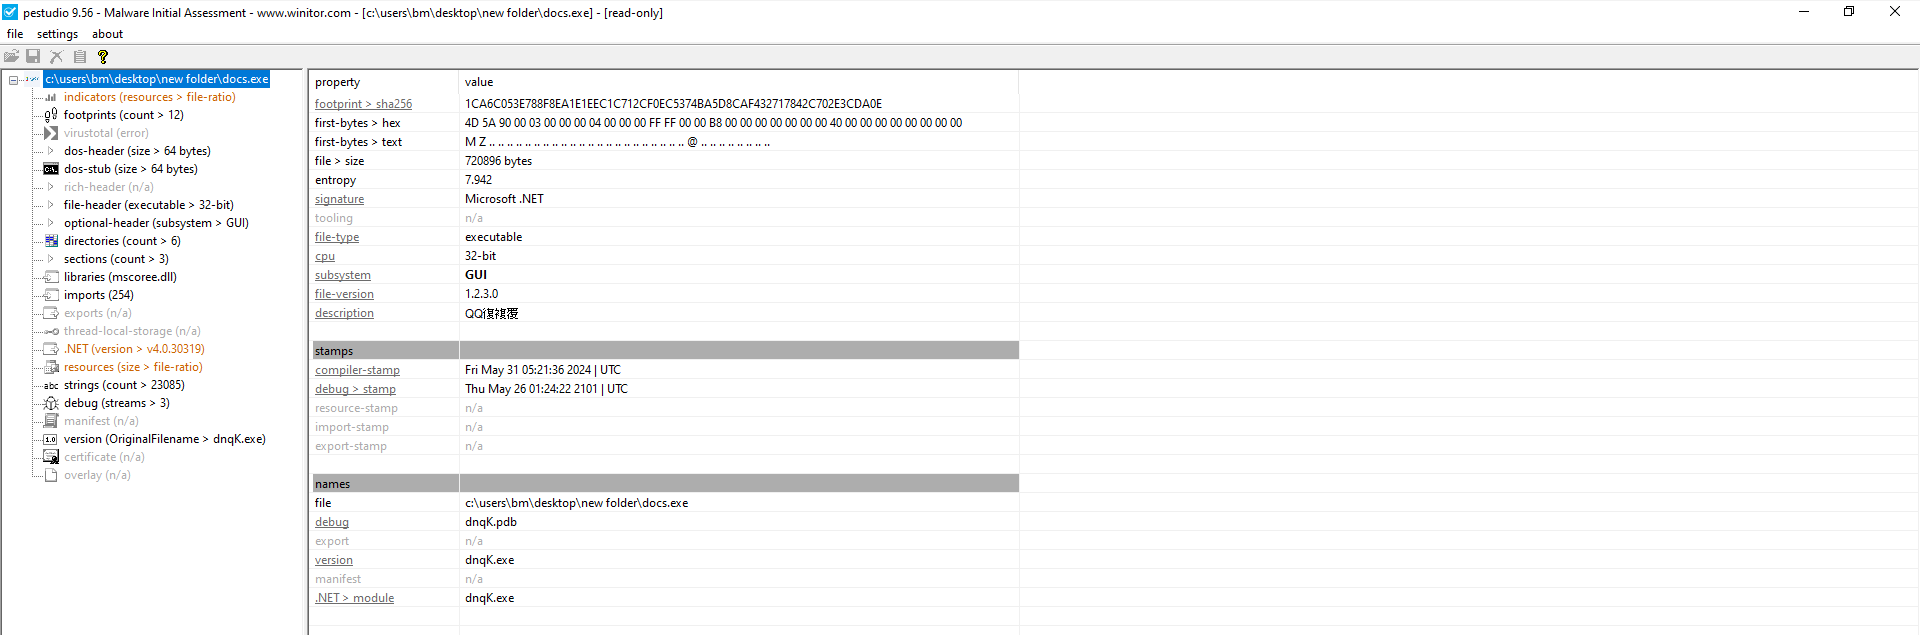 pestudio 9.56 - Malware Initial Assessment - www.winitor.com - [c:\users\bm\desktop\new folder\docs.exe] - [read-only]
file settings about
c:\users\bm\desktop\new folder\docs.exe
indicators (resources > file-ratio)
footprints (count > 12)
virustotal (error)
dos-header (size > 64 bytes)
dos-stub (size > 64 bytes)
rich-header (n/a)
file-header (executable > 32-bit)
optional-header (subsystem > GUI)
directories (count > 6)
sections (count > 3)
libraries (mscoree.dll)
imports (254)
exports (n/a)
thread-local-storage (n/a)
.NET (version > v4.0.30319)
resources (size > file-ratio)
abc strings (count > 23085)
debug (streams > 3)
manifest (n/a)
1.0 version (OriginalFilename > dnqK.exe)
certificate (n/a)
overlay (n/a)
property value
footprint > sha256 1CA6C053E788F8EA1E1EEC1C712CF0EC5374BA5D8CAF432717842C702E3CDA0E
first-bytes > hex 4D 5A 90 00 03 00 00 00 04 00 00 00 FF FF 00 00 B8 00 00 00 00 00 00 00 40 00 00 00 00 00 00 00 00
first-bytes > text M Z .. .. .. .. .. .. .. .. .. .. .. .. .. .. .. .. .. .. .. .. .. .. @ .. .. .. .. .. .. .. ..
file > size 720896 bytes
entropy 7.942
signature Microsoft .NET
tooling n/a
file-type executable
cpu 32-bit
subsystem GUI
file-version 1.2.3.0
description QQ復複覆
stamps
compiler-stamp Fri May 31 05:21:36 2024 | UTC
debug > stamp Thu May 26 01:24:22 2101 | UTC
resource-stamp n/a
import-stamp n/a
export-stamp n/a
names
file c:\users\bm\desktop\new folder\docs.exe
debug dnqK.pdb
export n/a
version dnqK.exe
manifest n/a
.NET > module dnqK.exe